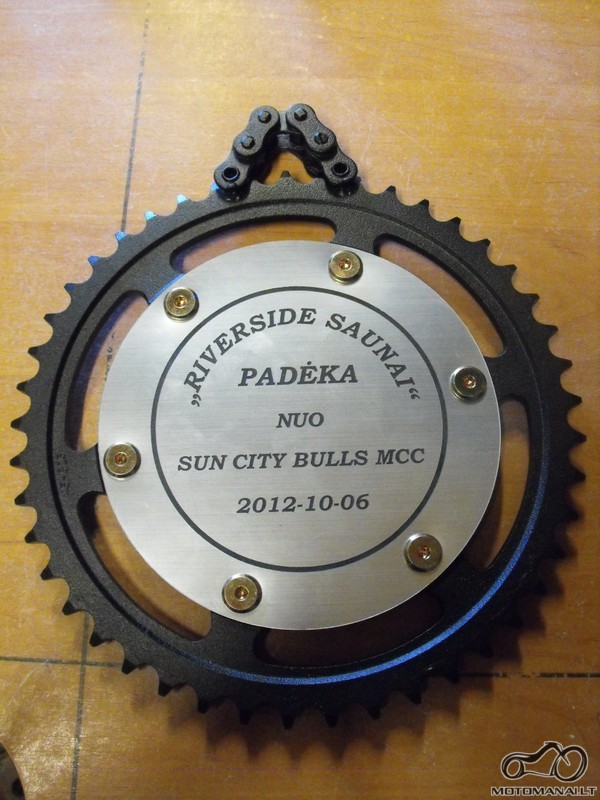 „RIVERSIDE SAUNAI“
PADĖKA
NUO
SUN CITY BULLS MCC
2012-10-06
MOTOMANAI.LT